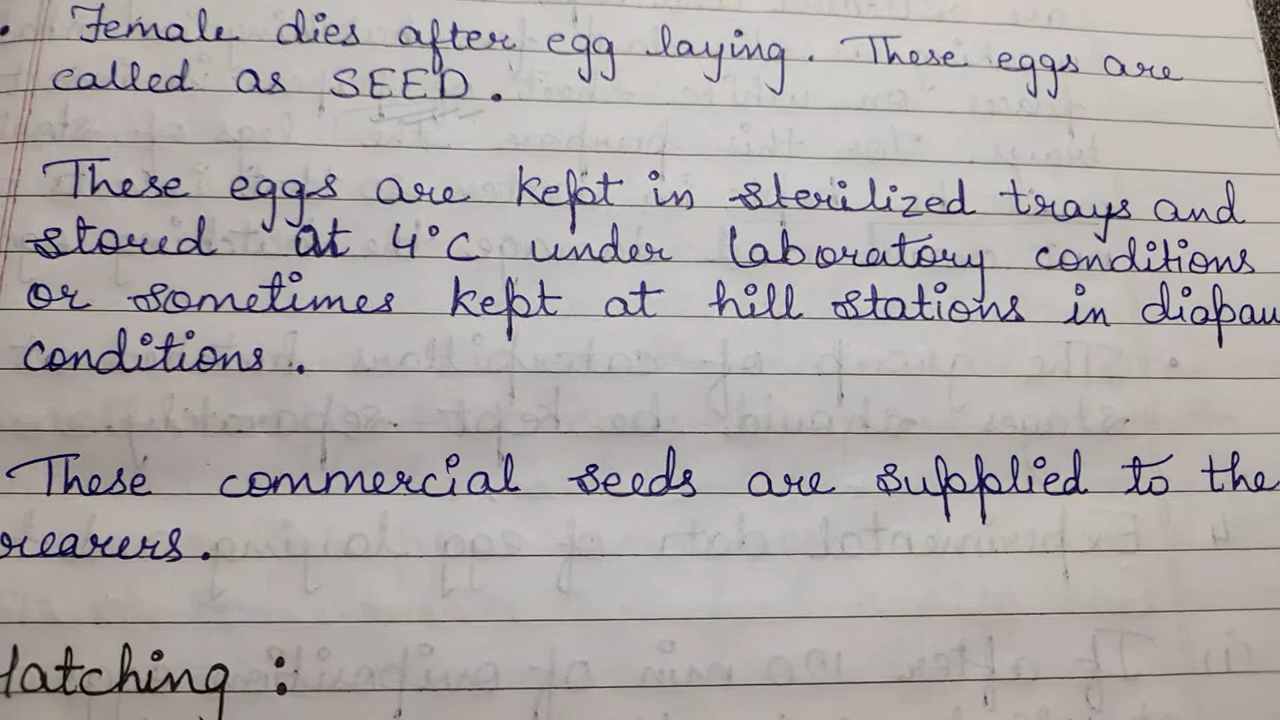 . Female dies after egg laying. These eggs are
called as SEED.
These eggs are kept in sterilized trays and
stored at 4°C under laboratory conditions
or sometimes kept at hill stations in diapau
conditions.
These commercial seeds are supplied to the
rearers.
Hatching :